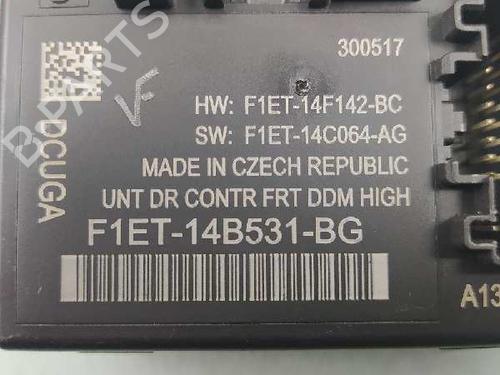 300517
HW: F1ET-14F142-BC
SW: F1ET-14C064-AG
MADE IN CZECH REPUBLIC
UNT DR CONTR FRT DDM HIGH
F1ET-14B531-BG
DCUGA
A13
B-PARTS